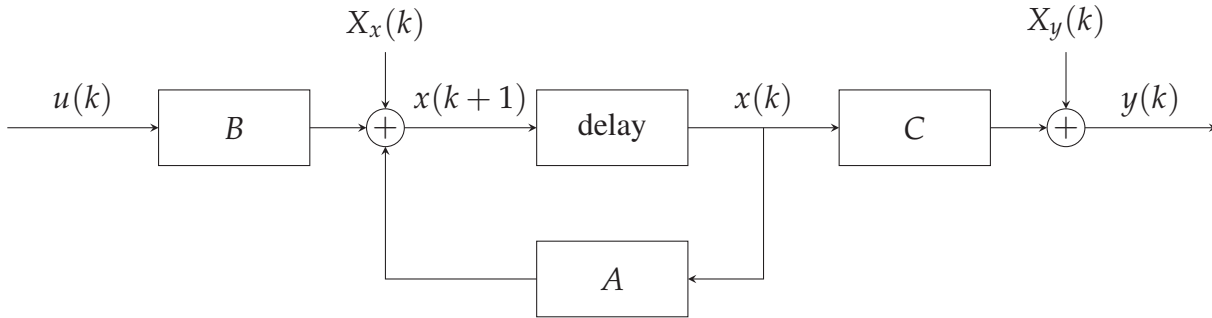 X_x(k)
X_y(k)
u(k)
x(k + 1)
x(k)
y(k)
B
+
delay
C
+
A